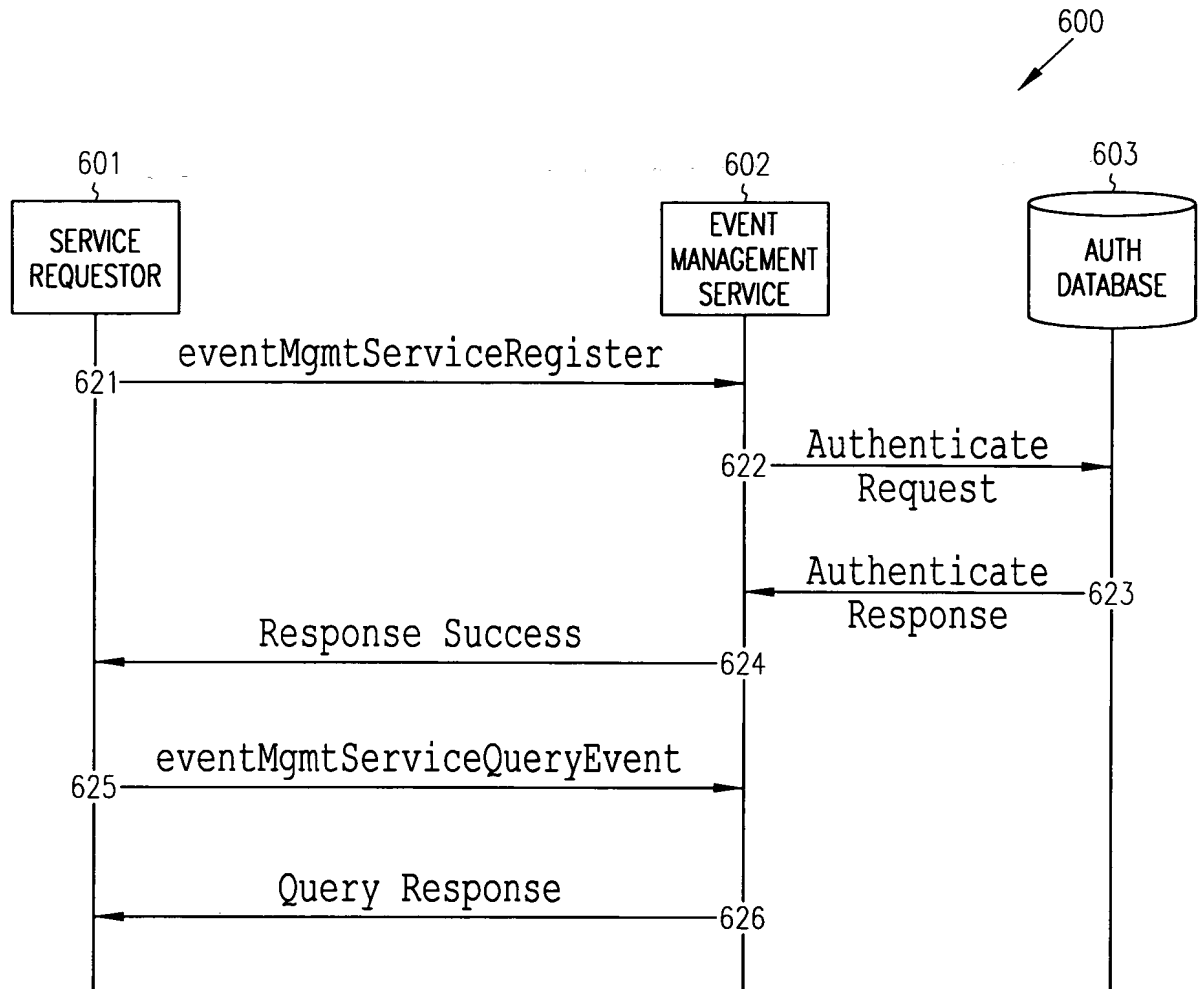 600
601
602
603
SERVICE
REQUESTOR
EVENT
MANAGEMENT
SERVICE
AUTH
DATABASE
eventMgmtServiceRegister
621
Authenticate
622
Request
Authenticate
623
Response
Response Success
624
eventMgmtServiceQueryEvent
625
Query Response
626